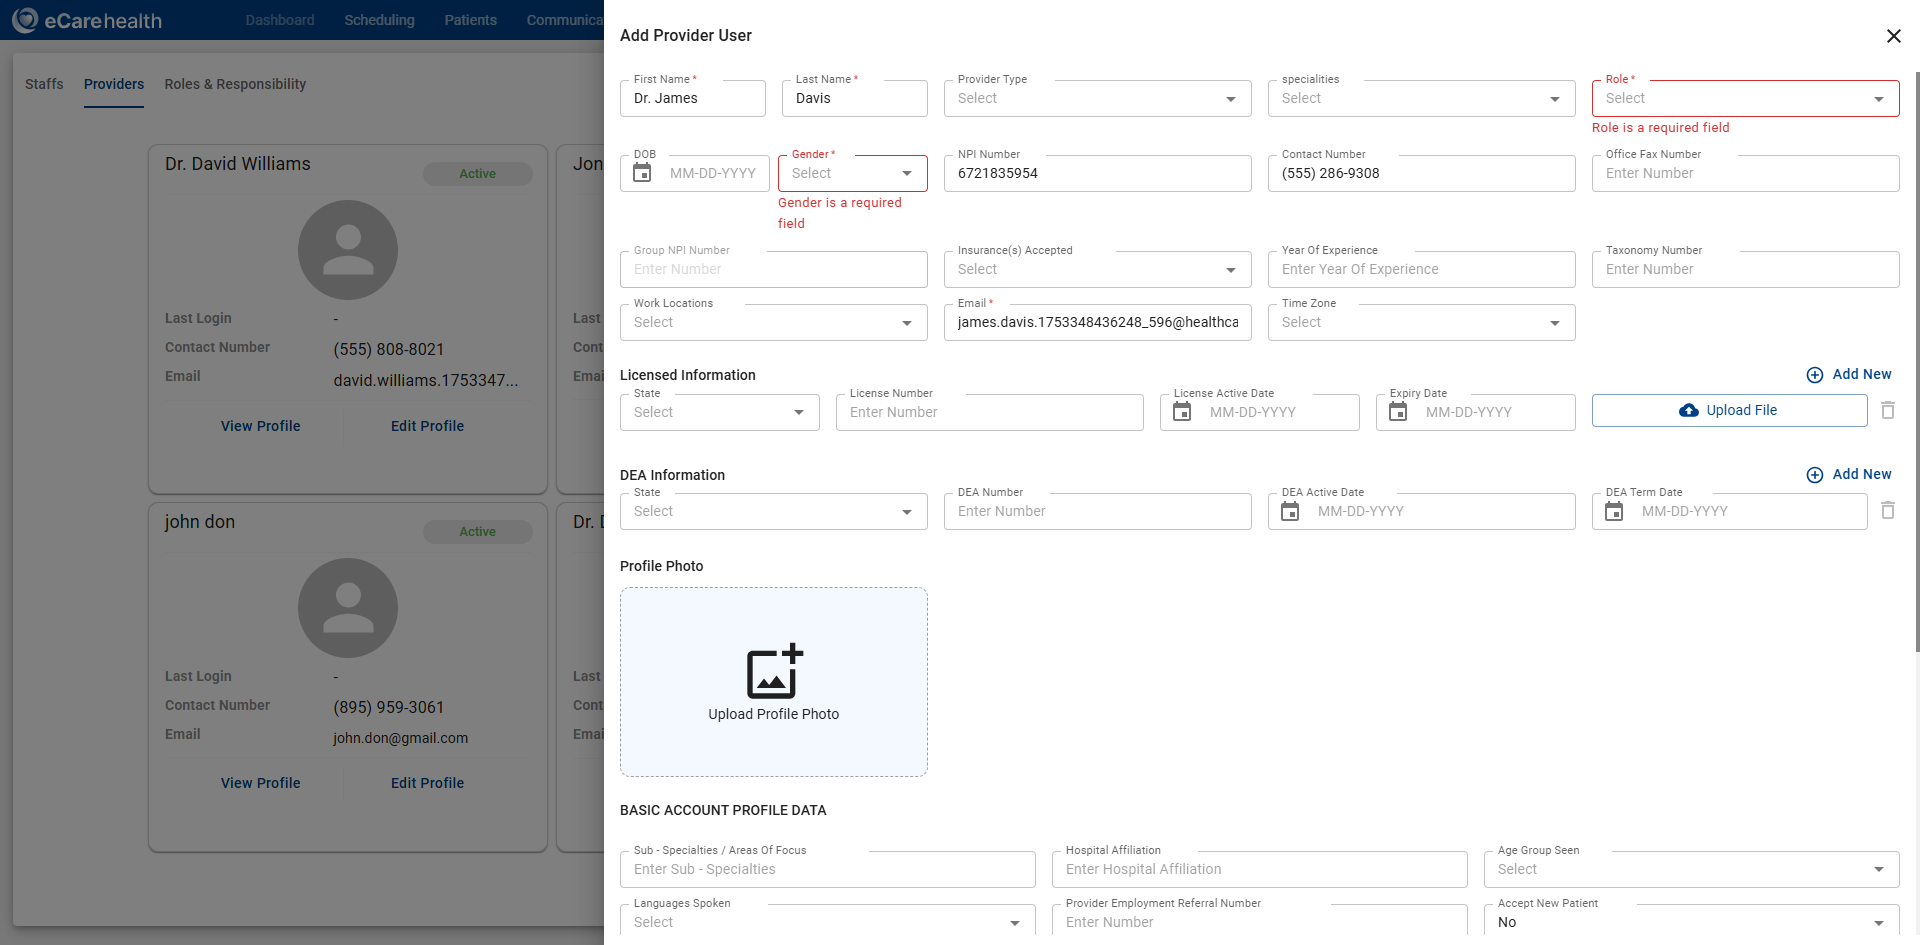 eCarehealth
Dashboard
Scheduling
Patients
Communica
Staffs
Providers
Roles & Responsibility
Dr. David Williams
Active
Last Login
-
Contact Number
(555) 808-8021
Email
david.williams.1753347...
View Profile
Edit Profile
Jon
Last
Cont
Emai
john don
Active
Last Login
-
Contact Number
(895) 959-3061
Email
john.don@gmail.com
View Profile
Edit Profile
Dr. D
Last
Cont
Emai
Add Provider User
First Name *
Dr. James
Last Name *
Davis
Provider Type
Select
specialities
Select
Role *
Select
Role is a required field
DOB
MM-DD-YYYY
Gender *
Select
Gender is a required
field
NPI Number
6721835954
Contact Number
(555) 286-9308
Office Fax Number
Enter Number
Group NPI Number
Enter Number
Insurance(s) Accepted
Select
Year Of Experience
Enter Year Of Experience
Taxonomy Number
Enter Number
Work Locations
Select
Email *
james.davis.1753348436248_596@healthca
Time Zone
Select
Licensed Information
Add New
State
Select
License Number
Enter Number
License Active Date
MM-DD-YYYY
Expiry Date
MM-DD-YYYY
Upload File
DEA Information
Add New
State
Select
DEA Number
Enter Number
DEA Active Date
MM-DD-YYYY
DEA Term Date
MM-DD-YYYY
Profile Photo
Upload Profile Photo
BASIC ACCOUNT PROFILE DATA
Sub - Specialties / Areas Of Focus
Enter Sub - Specialties
Hospital Affiliation
Enter Hospital Affiliation
Age Group Seen
Select
Languages Spoken
Select
Provider Employment Referral Number
Enter Number
Accept New Patient
No